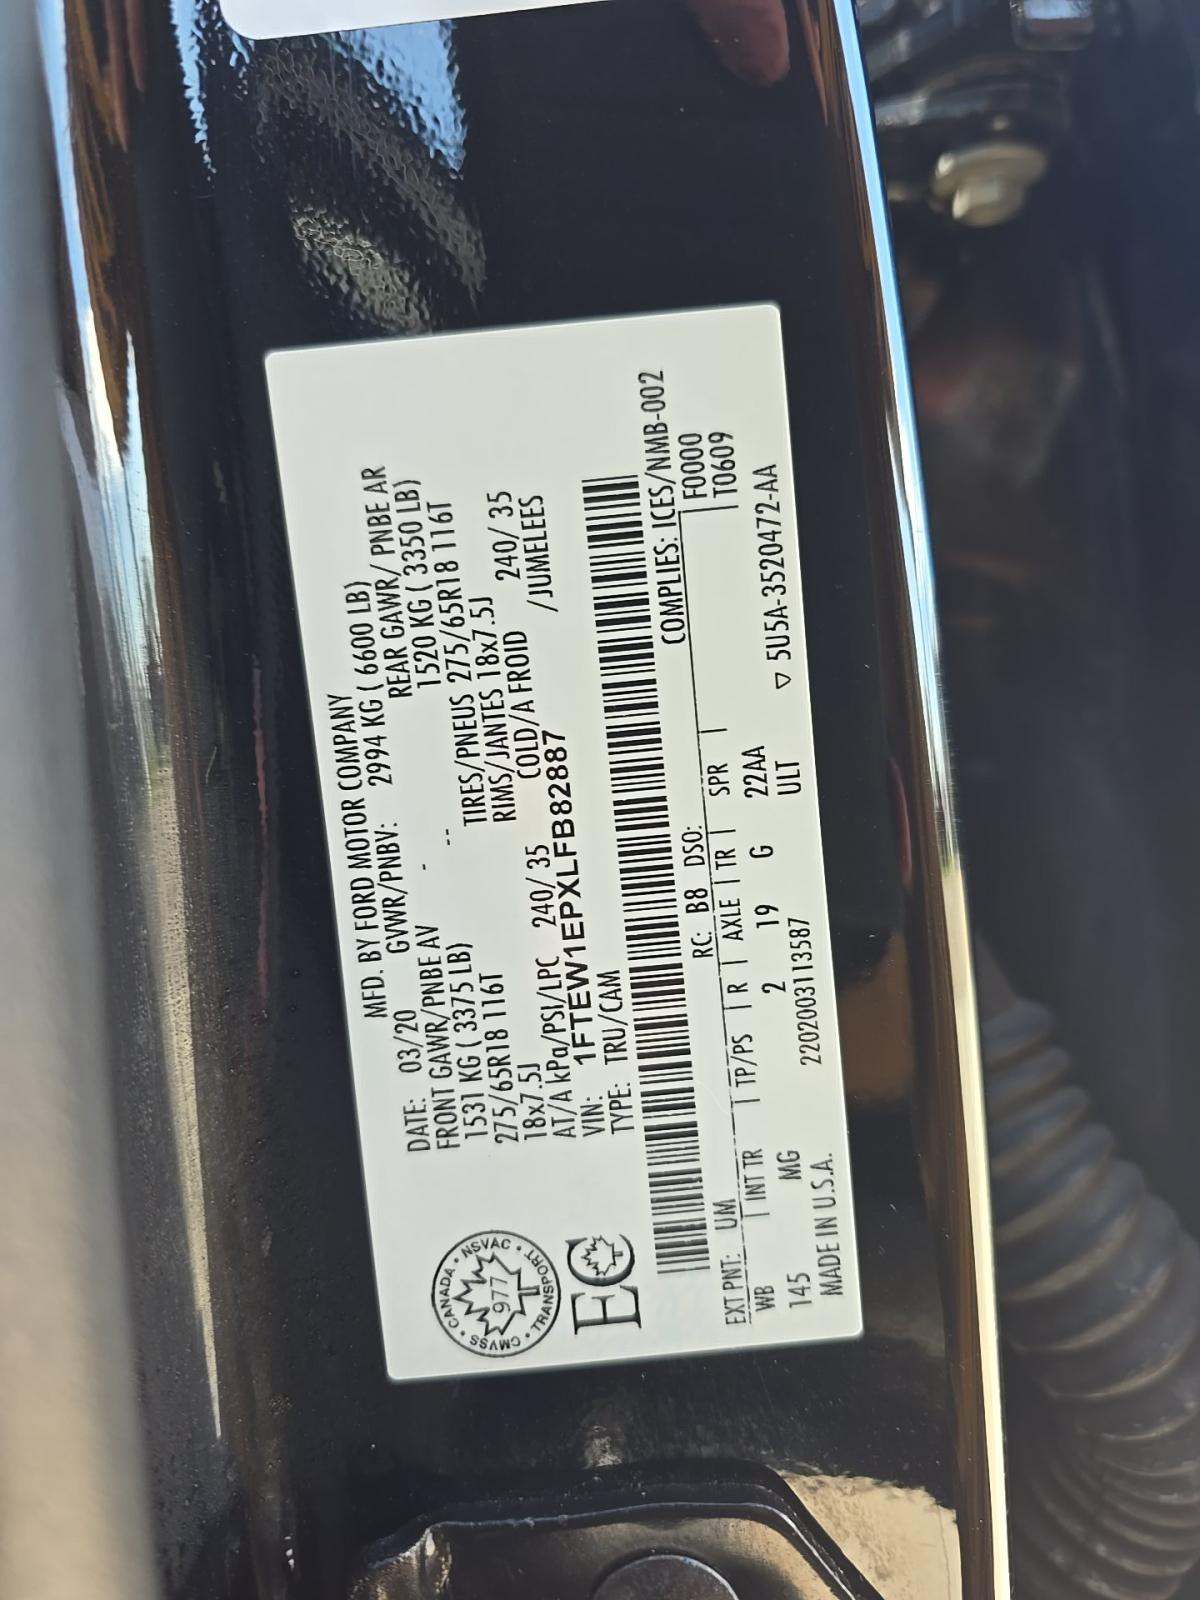 MFD. BY FORD MOTOR COMPANY
DATE: 03/20 GVWR/PNBV: 2994 KG ( 6600 LB)
FRONT GAWR/PNBE AV REAR GAWR/ PNBE AR
1531 KG ( 3375 LB) - -- 1520 KG ( 3350 LB)
275/65R18 116T TIRES/PNEUS 275/65R18 116T
18x7.5J RIMS/JANTES 18x7.5J
AT/A kPa/PSI/LPC 240/ 35 COLD/A FROID 240/ 35
VIN: 1FTEW1EPXLFB82887 /JUMELEES
TYPE: TRU/CAM
CANADA • NSVAC • TRANSPORT • CMVSS •
977
EC
COMPLIES: ICES/NMB-002
RC: B8 DSO: F0000
EXT PNT: UM T0609
WB | INT TR | TP/PS | R | AXLE | TR | SPR |
145 MG 2 19 G 22AA ▽ 5U5A-3520472-AA
ULT
MADE IN U.S.A. 2202003113587